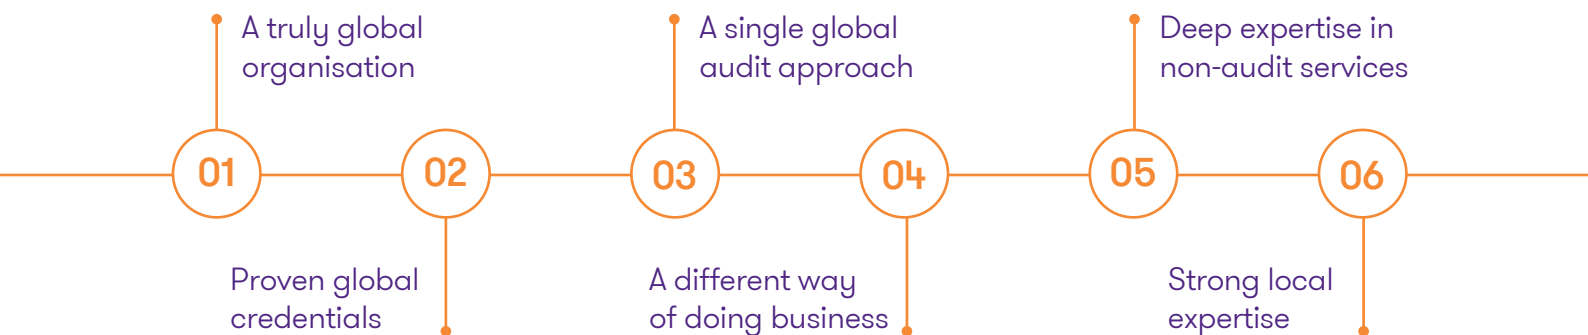 A truly global
organisation
A single global
audit approach
Deep expertise in
non-audit services
01
02
03
04
05
06
Proven global
credentials
A different way
of doing business
Strong local
expertise